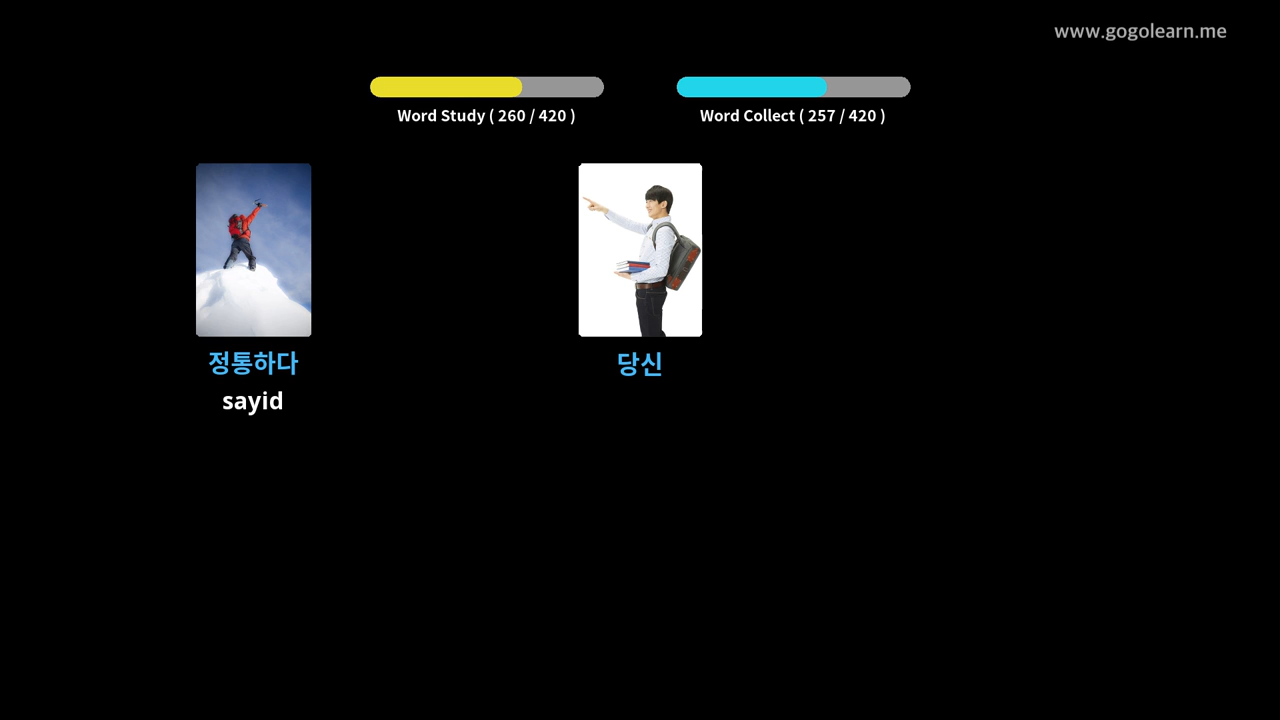 www.gogolearn.me
Word Study ( 260 / 420 )
Word Collect ( 257 / 420 )
정통하다
sayid
당신